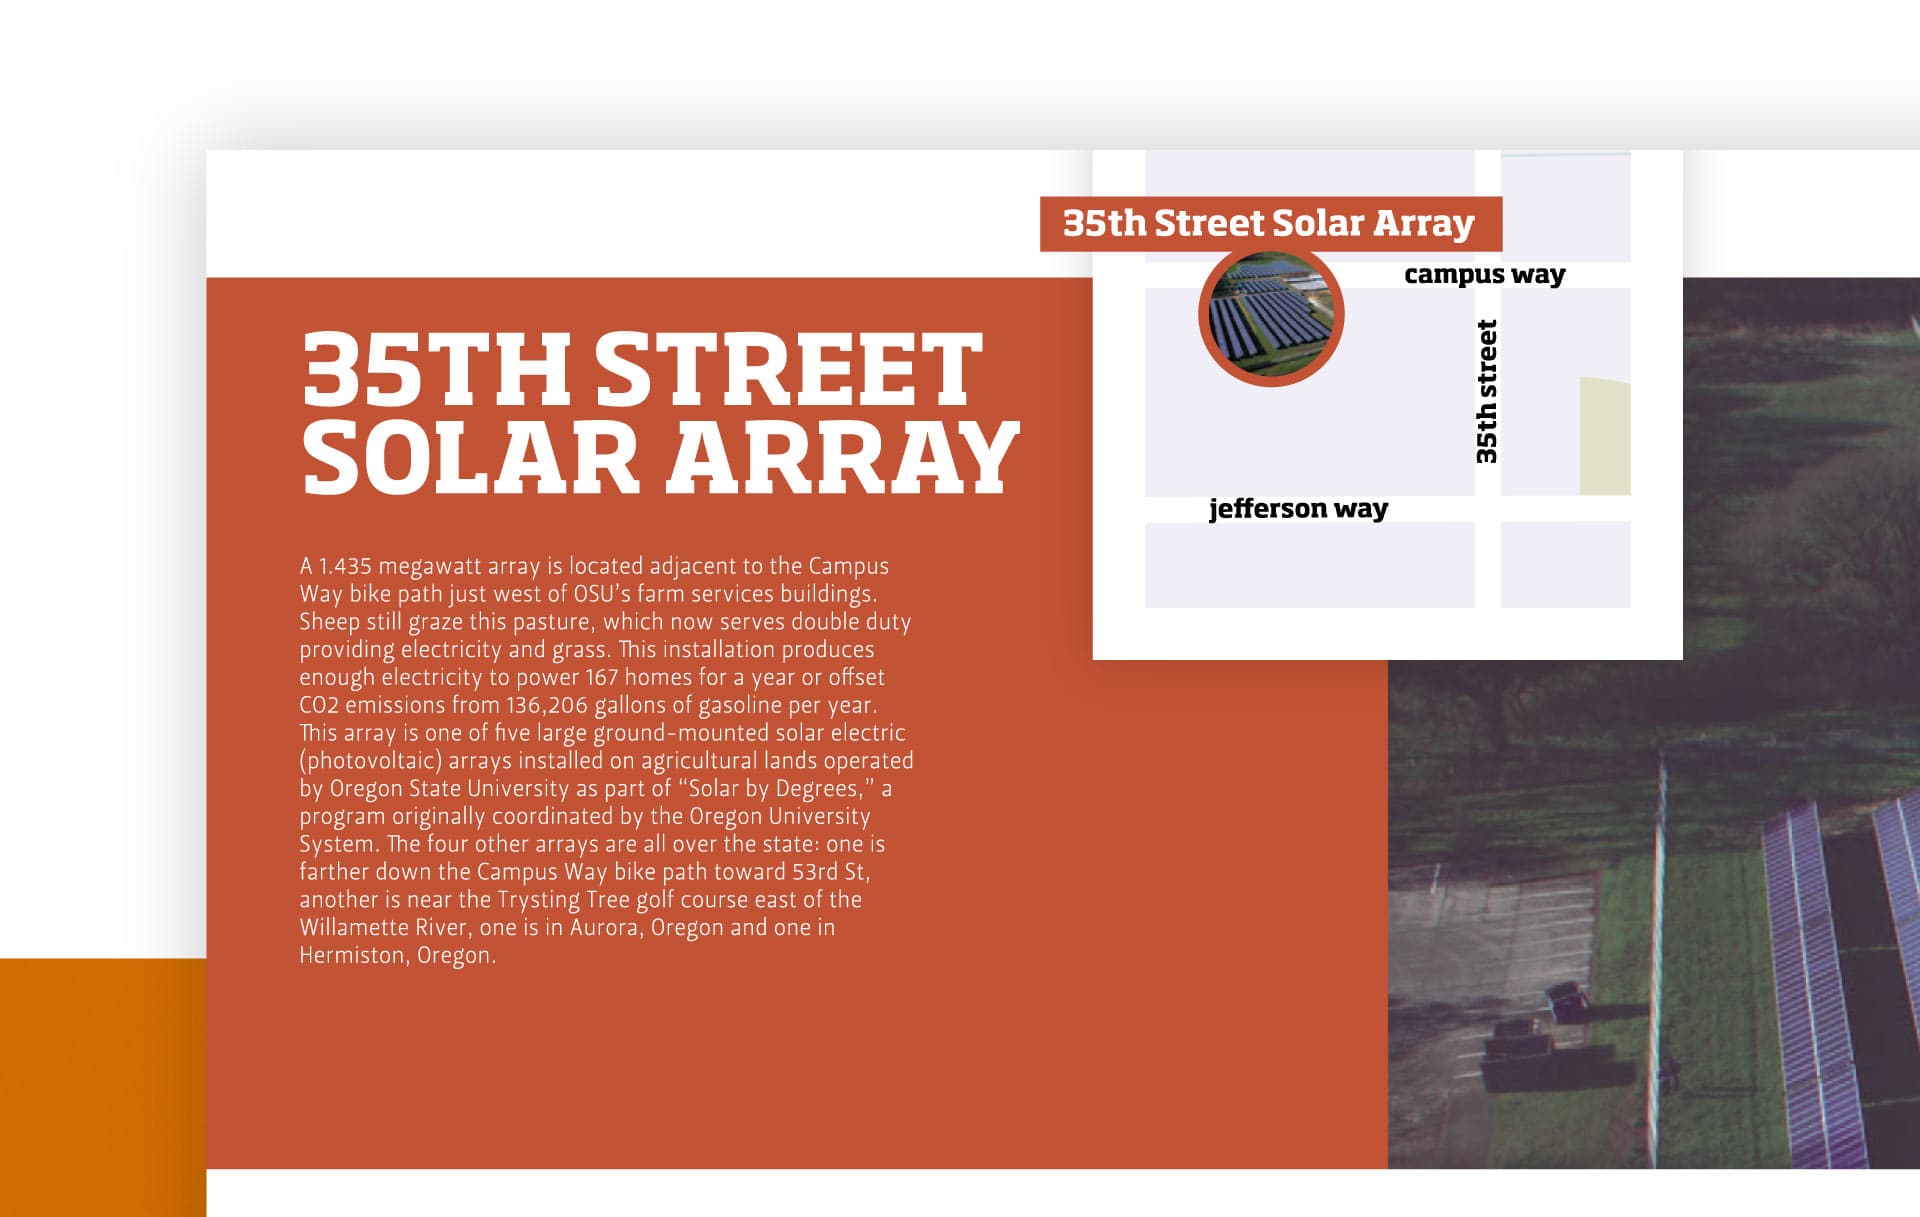 35TH STREET
SOLAR ARRAY
A 1.435 megawatt array is located adjacent to the Campus
Way bike path just west of OSU's farm services buildings.
Sheep still graze this pasture, which now serves double duty
providing electricity and grass. This installation produces
enough electricity to power 167 homes for a year or offset
CO2 emissions from 136,206 gallons of gasoline per year.
This array is one of five large ground-mounted solar electric
(photovoltaic) arrays installed on agricultural lands operated
by Oregon State University as part of “Solar by Degrees,” a
program originally coordinated by the Oregon University
System. The four other arrays are all over the state: one is
farther down the Campus Way bike path toward 53rd St,
another is near the Trysting Tree golf course east of the
Willamette River, one is in Aurora, Oregon and one in
Hermiston, Oregon.
35th Street Solar Array
campus way
35th street
jefferson way